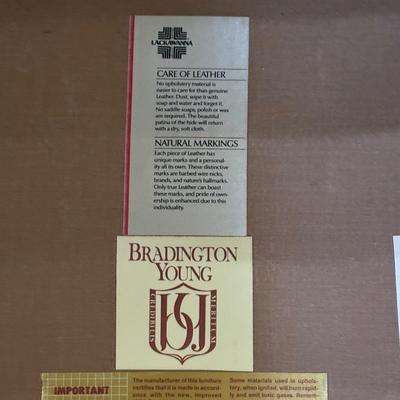 LACKAWANNA
CARE OF LEATHER
No upholstery material is
easier to care for than genuine
Leather. Dust, wipe it with
soap and water and forget it.
No saddle soaps, polish or wax
are required. The beautiful
patina of the hide will return
with a dry, soft cloth.
NATURAL MARKINGS
Each piece of Leather has
unique marks and a personal-
ity all its own. These distinctive
marks are barbed wire nicks,
brands, and nature's hallmarks.
Only true Leather can boast
these marks, and pride of own-
ership is enhanced due to this
individuality.
BRADINGTON
YOUNG
CREDIBILIS
MERITUM
IMPORTANT
The manufacturer of this furniture
certifies that it is made in accord-
ance with the new, improved
Some materials used in uphols-
tery, when ignited, will burn rapid-
ly and emit toxic gases. Remem-